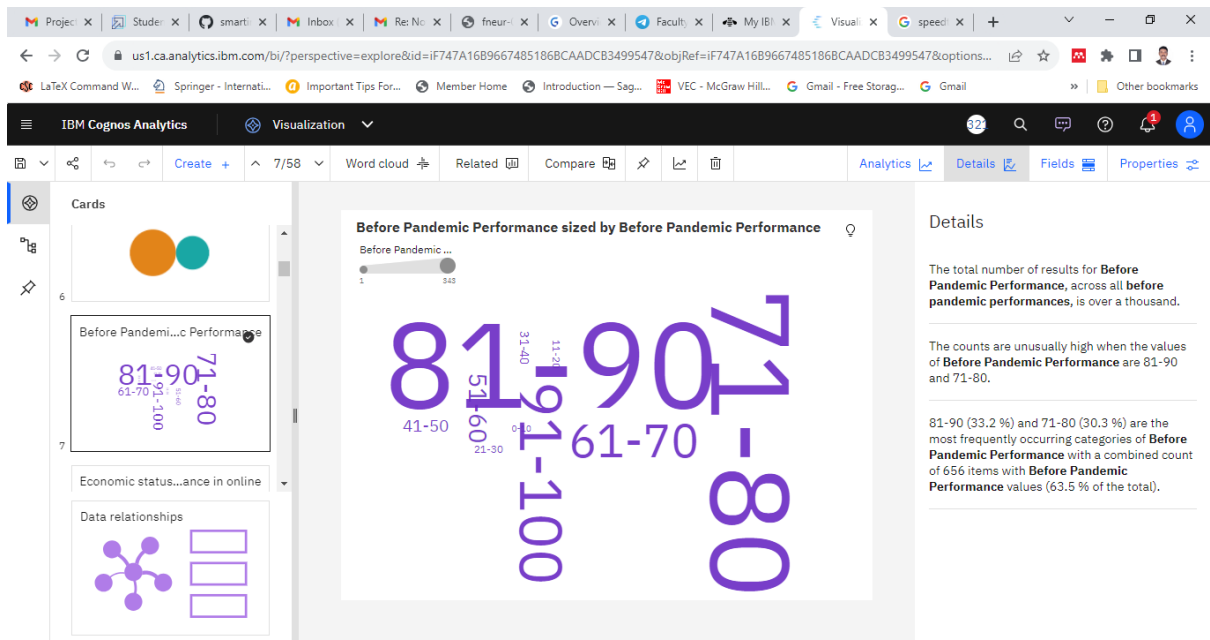 Project
Studer
smarti
Inbox (
Re: No
fneur-
Overvi
Faculty
My IBM
Visuali
speedt
us1.ca.analytics.ibm.com/bi/?perspective=explore&id=iF747A16B9667485186BCAADCB3499547&objRef=iF747A16B9667485186BCAADCB3499547&options...
LaTeX Command W...
Springer - Internati...
Important Tips For...
Member Home
Introduction — Sag...
VEC - McGraw Hill...
Gmail - Free Storag...
Gmail
»
Other bookmarks
IBM Cognos Analytics
Visualization
321
1
Create +
7/58
Word cloud
Related
Compare
Analytics
Details
Fields
Properties
Cards
6
Before Pandemi...c Performance
81-90
61-70
91-100
71-80
7
Economic status...ance in online
Data relationships
Before Pandemic Performance sized by Before Pandemic Performance
Before Pandemic ...
1
343
81-90
71-80
31-40
11-20
51-60
41-50
0-10
21-30
91-100
61-70
Details
The total number of results for Before
Pandemic Performance, across all before
pandemic performances, is over a thousand.
The counts are unusually high when the values
of Before Pandemic Performance are 81-90
and 71-80.
81-90 (33.2 %) and 71-80 (30.3 %) are the
most frequently occurring categories of Before
Pandemic Performance with a combined count
of 656 items with Before Pandemic
Performance values (63.5 % of the total).